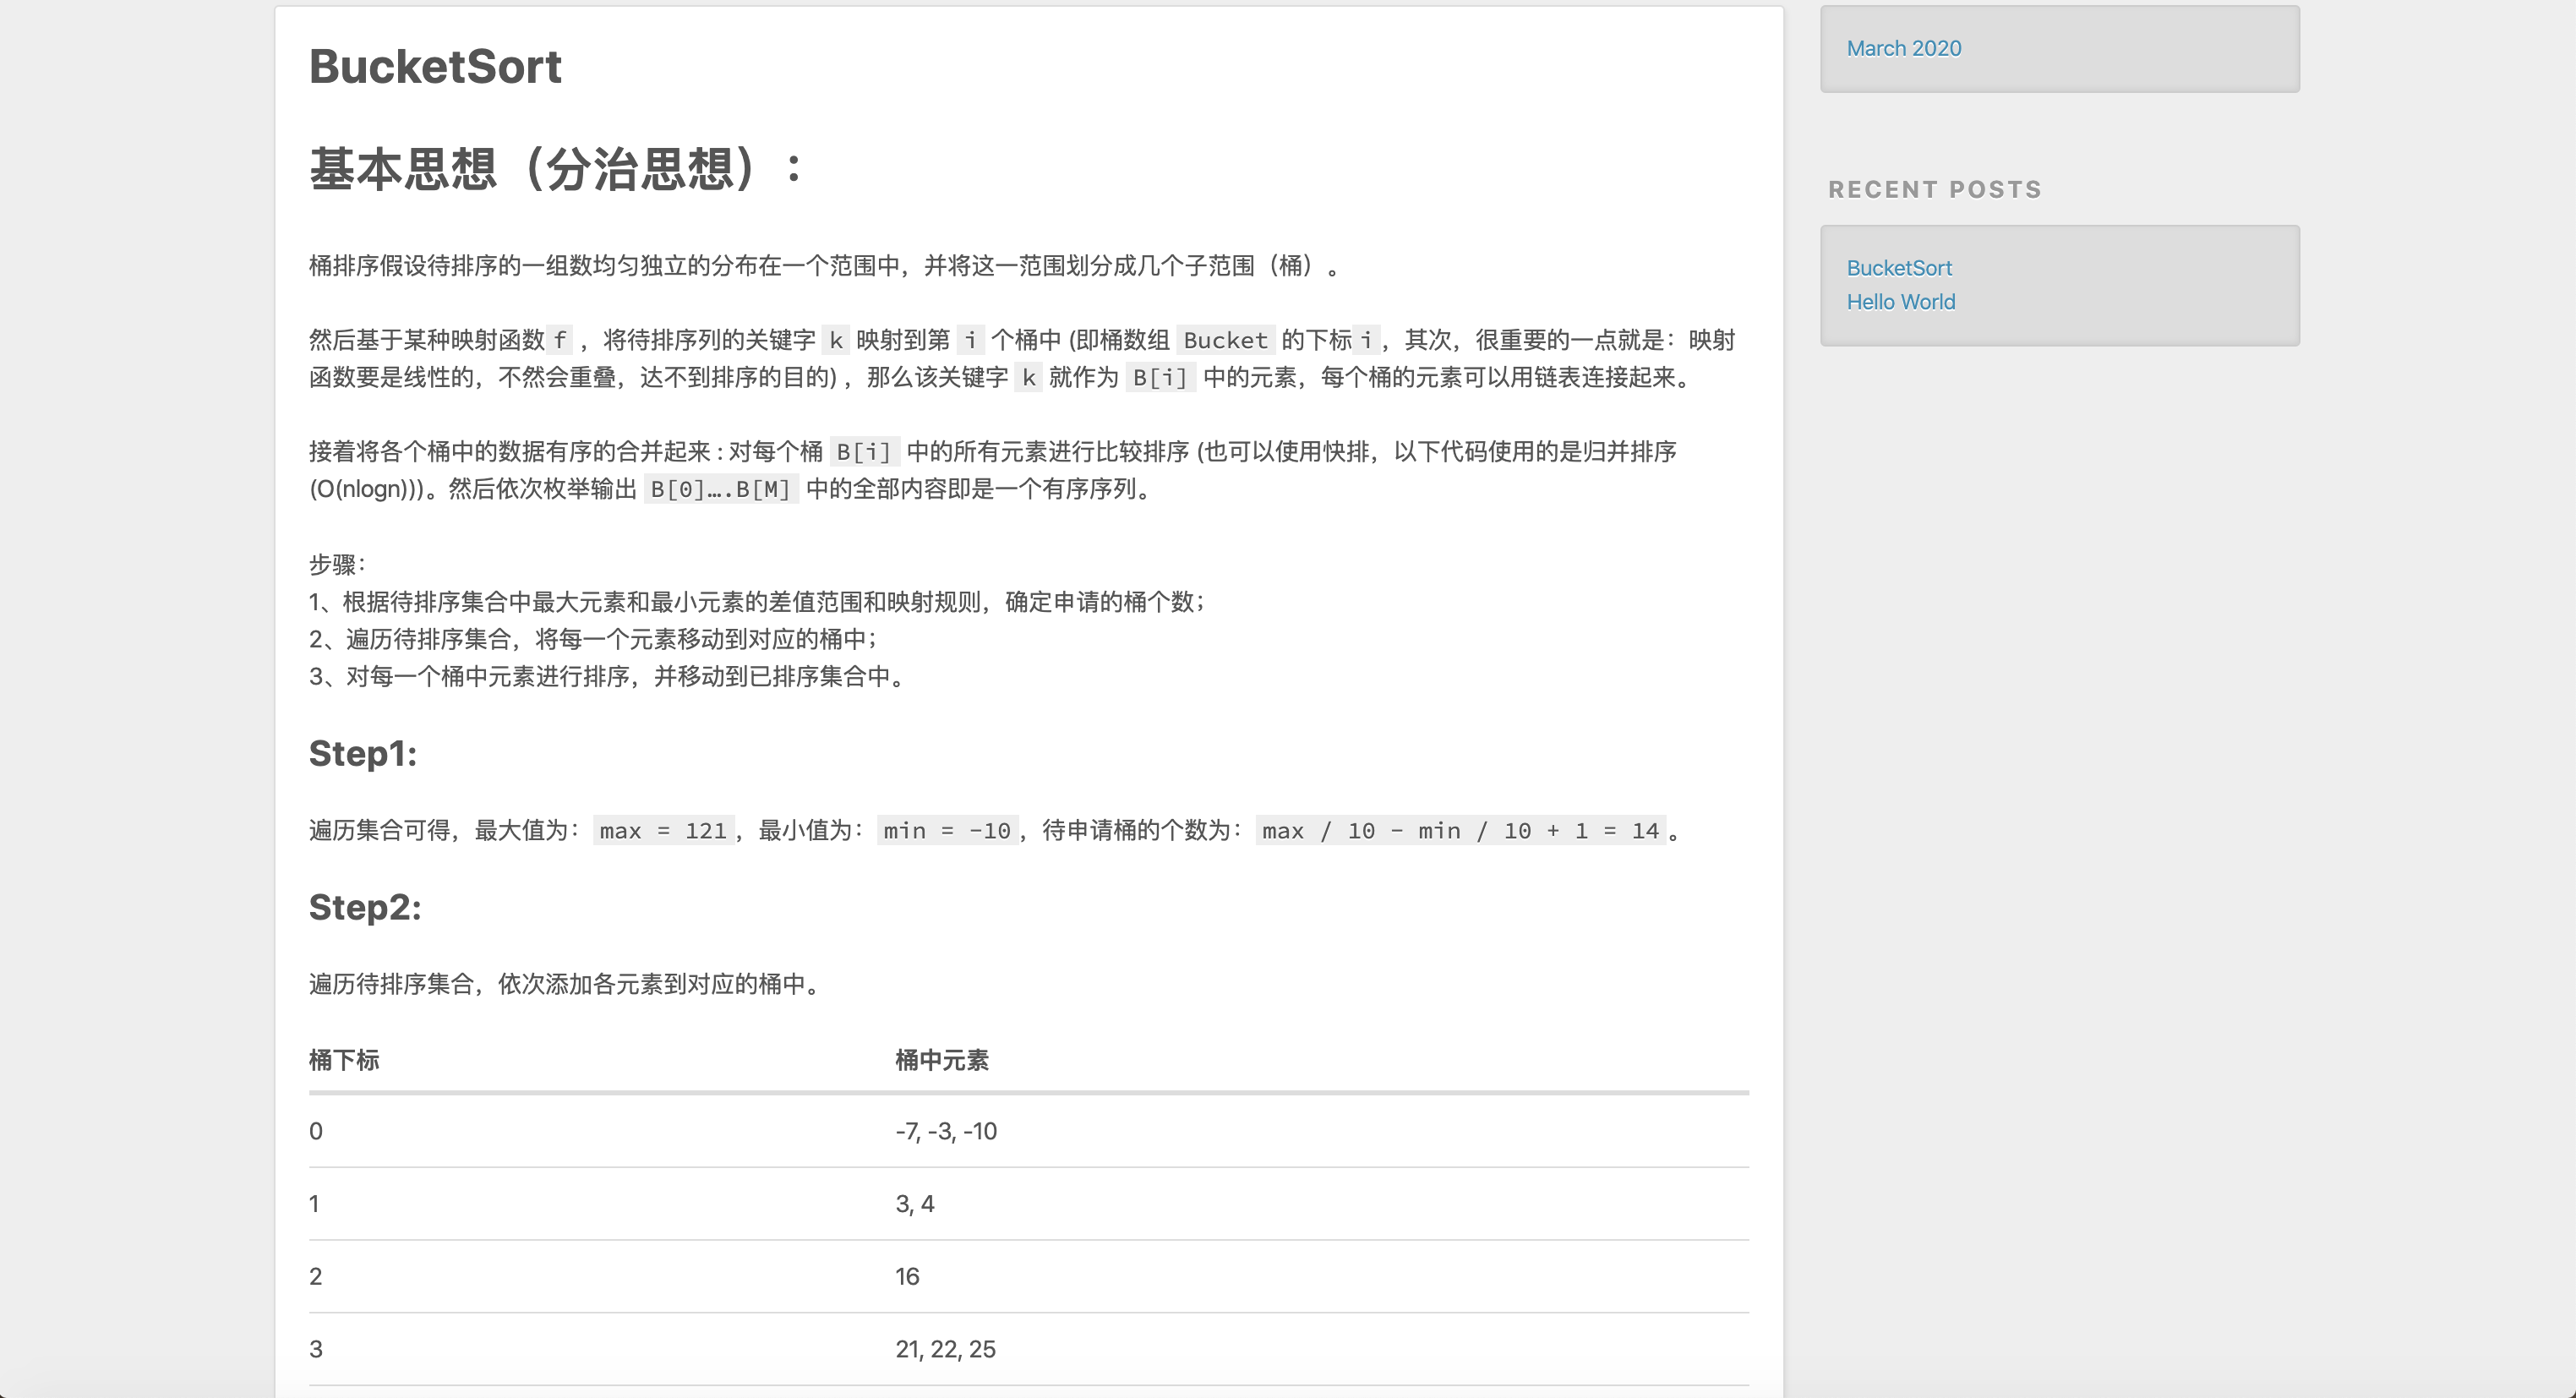 BucketSort
基本思想（分治思想）：
桶排序假设待排序的一组数均匀独立的分布在一个范围中，并将这一范围划分成几个子范围（桶）。
然后基于某种映射函数f ，将待排序列的关键字 k 映射到第 i 个桶中 (即桶数组 Bucket 的下标i，其次，很重要的一点就是：映射
函数要是线性的，不然会重叠，达不到排序的目的) ，那么该关键字 k 就作为 B[i] 中的元素，每个桶的元素可以用链表连接起来。
接着将各个桶中的数据有序的合并起来 : 对每个桶 B[i] 中的所有元素进行比较排序 (也可以使用快排，以下代码使用的是归并排序
(O(nlogn)))。然后依次枚举输出 B[0]….B[M] 中的全部内容即是一个有序序列。
步骤：
1、根据待排序集合中最大元素和最小元素的差值范围和映射规则，确定申请的桶个数；
2、遍历待排序集合，将每一个元素移动到对应的桶中；
3、对每一个桶中元素进行排序，并移动到已排序集合中。
Step1:
遍历集合可得，最大值为：max = 121，最小值为：min = -10，待申请桶的个数为：max / 10 - min / 10 + 1 = 14。
Step2:
遍历待排序集合，依次添加各元素到对应的桶中。
桶下标 桶中元素
0 -7, -3, -10
1 3, 4
2 16
3 21, 22, 25
March 2020
RECENT POSTS
BucketSort
Hello World